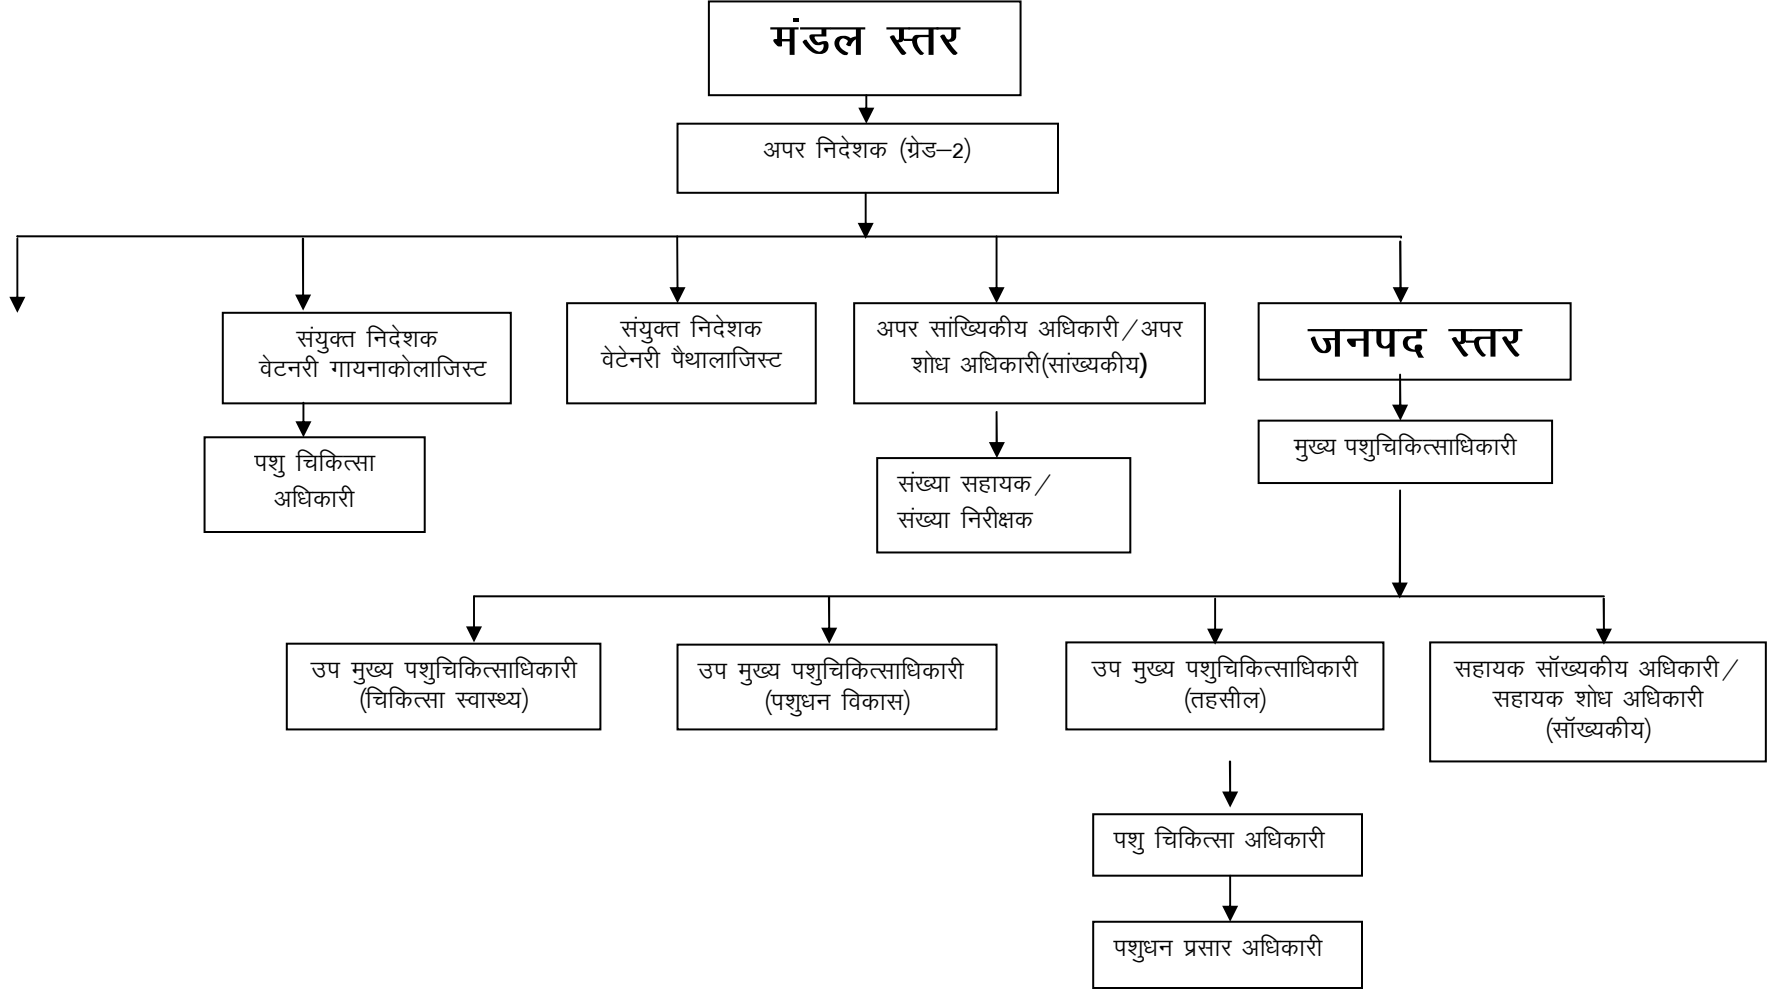 मंडल स्तर
अपर निदेशक (ग्रेड–2)
संयुक्त निदेशक
वेटनरी गायनाकोलाजिस्ट
संयुक्त निदेशक
वेटेनरी पैथालाजिस्ट
अपर सांख्यिकीय अधिकारी/अपर
शोध अधिकारी(सांख्यकीय)
जनपद स्तर
मुख्य पशुचिकित्साधिकारी
पशु चिकित्सा
अधिकारी
संख्या सहायक/
संख्या निरीक्षक
उप मुख्य पशुचिकित्साधिकारी
(चिकित्सा स्वास्थ्य)
उप मुख्य पशुचिकित्साधिकारी
(पशुधन विकास)
उप मुख्य पशुचिकित्साधिकारी
(तहसील)
सहायक सॉख्यकीय अधिकारी/
सहायक शोध अधिकारी
(सॉख्यकीय)
पशु चिकित्सा अधिकारी
पशुधन प्रसार अधिकारी